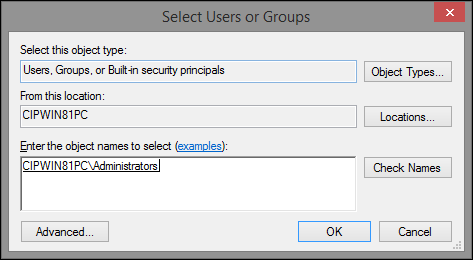 Select Users or Groups
Select this object type:
Users, Groups, or Built-in security principals
Object Types...
From this location:
CIPWIN81PC
Locations...
Enter the object names to select (examples):
CIPWIN81PC\Administrators
Check Names
Advanced...
OK
Cancel